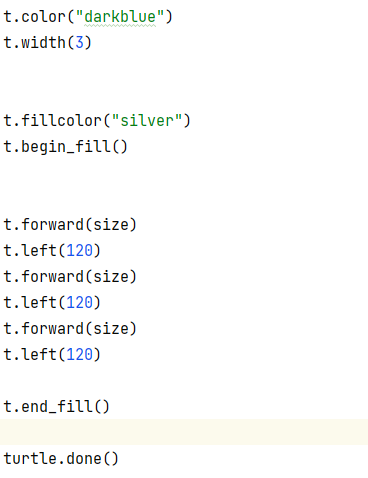 t.color("darkblue")
t.width(3)
t.fillcolor("silver")
t.begin_fill()
t.forward(size)
t.left(120)
t.forward(size)
t.left(120)
t.forward(size)
t.left(120)
t.end_fill()
turtle.done()